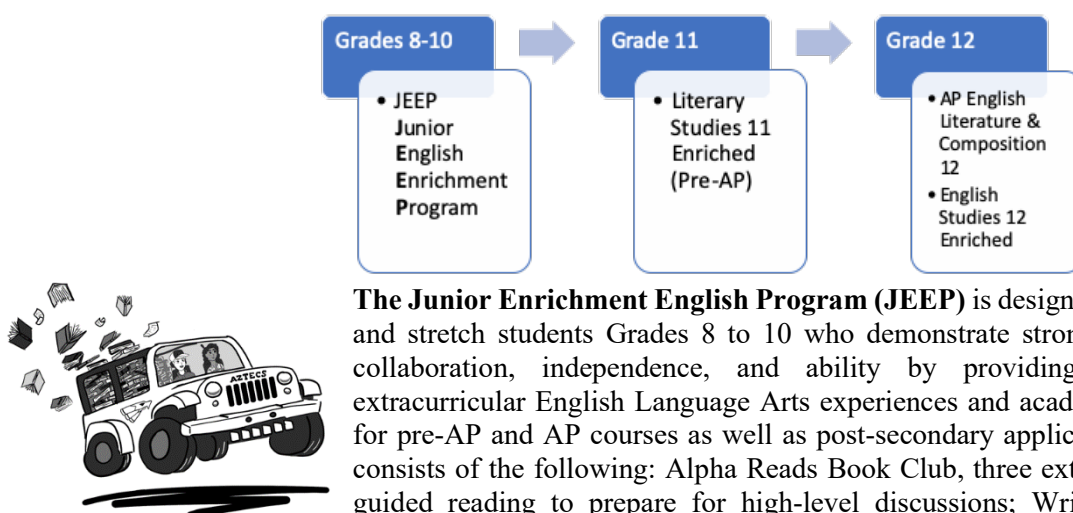 Grades 8-10
• JEEP
Junior
English
Enrichment
Program
Grade 11
• Literary
Studies 11
Enriched
(Pre-AP)
Grade 12
• AP English
Literature &
Composition
12
• English
Studies 12
Enriched
AZTECS
The Junior Enrichment English Program (JEEP) is design
and stretch students Grades 8 to 10 who demonstrate stron
collaboration, independence, and ability by providing
extracurricular English Language Arts experiences and acad
for pre-AP and AP courses as well as post-secondary applic
consists of the following: Alpha Reads Book Club, three ext
guided reading to prepare for high-level discussions; Wri